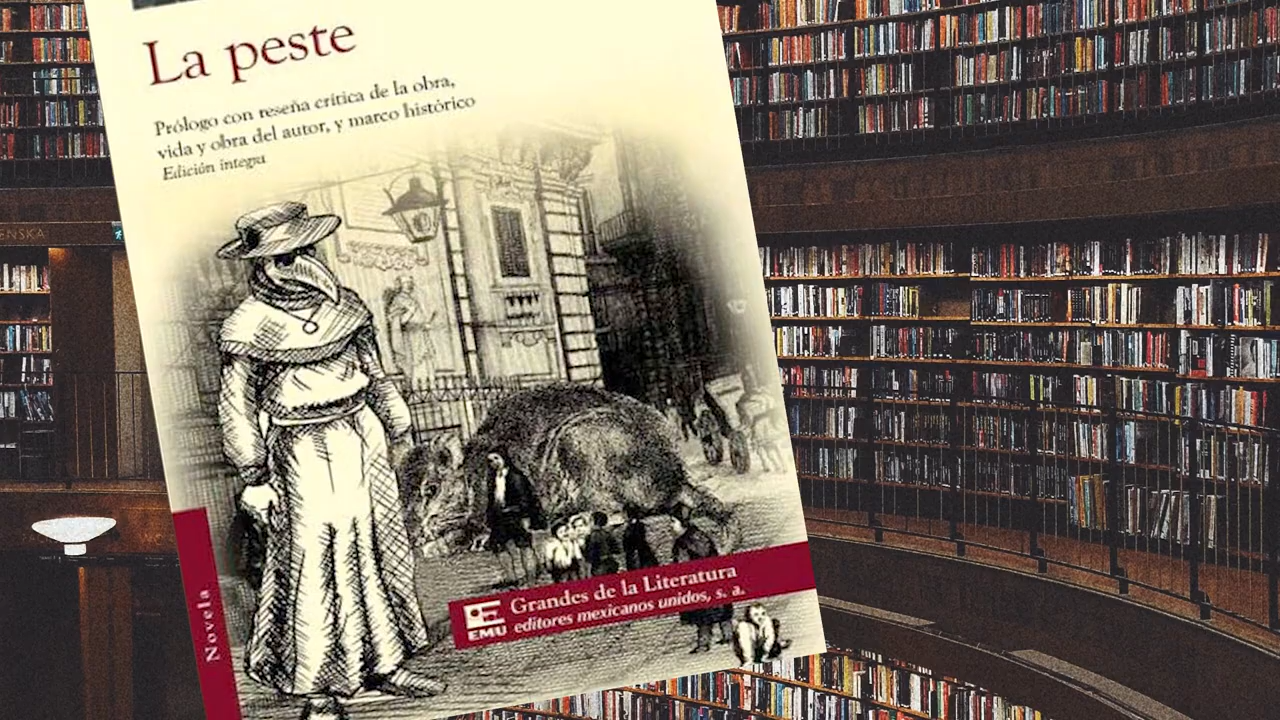 La peste
Prólogo con reseña crítica de la obra,
vida y obra del autor, y marco histórico
Edición integra
ENSKA
Novela
Grandes de la Literatura
EMU editores mexicanos unidos, s. a.